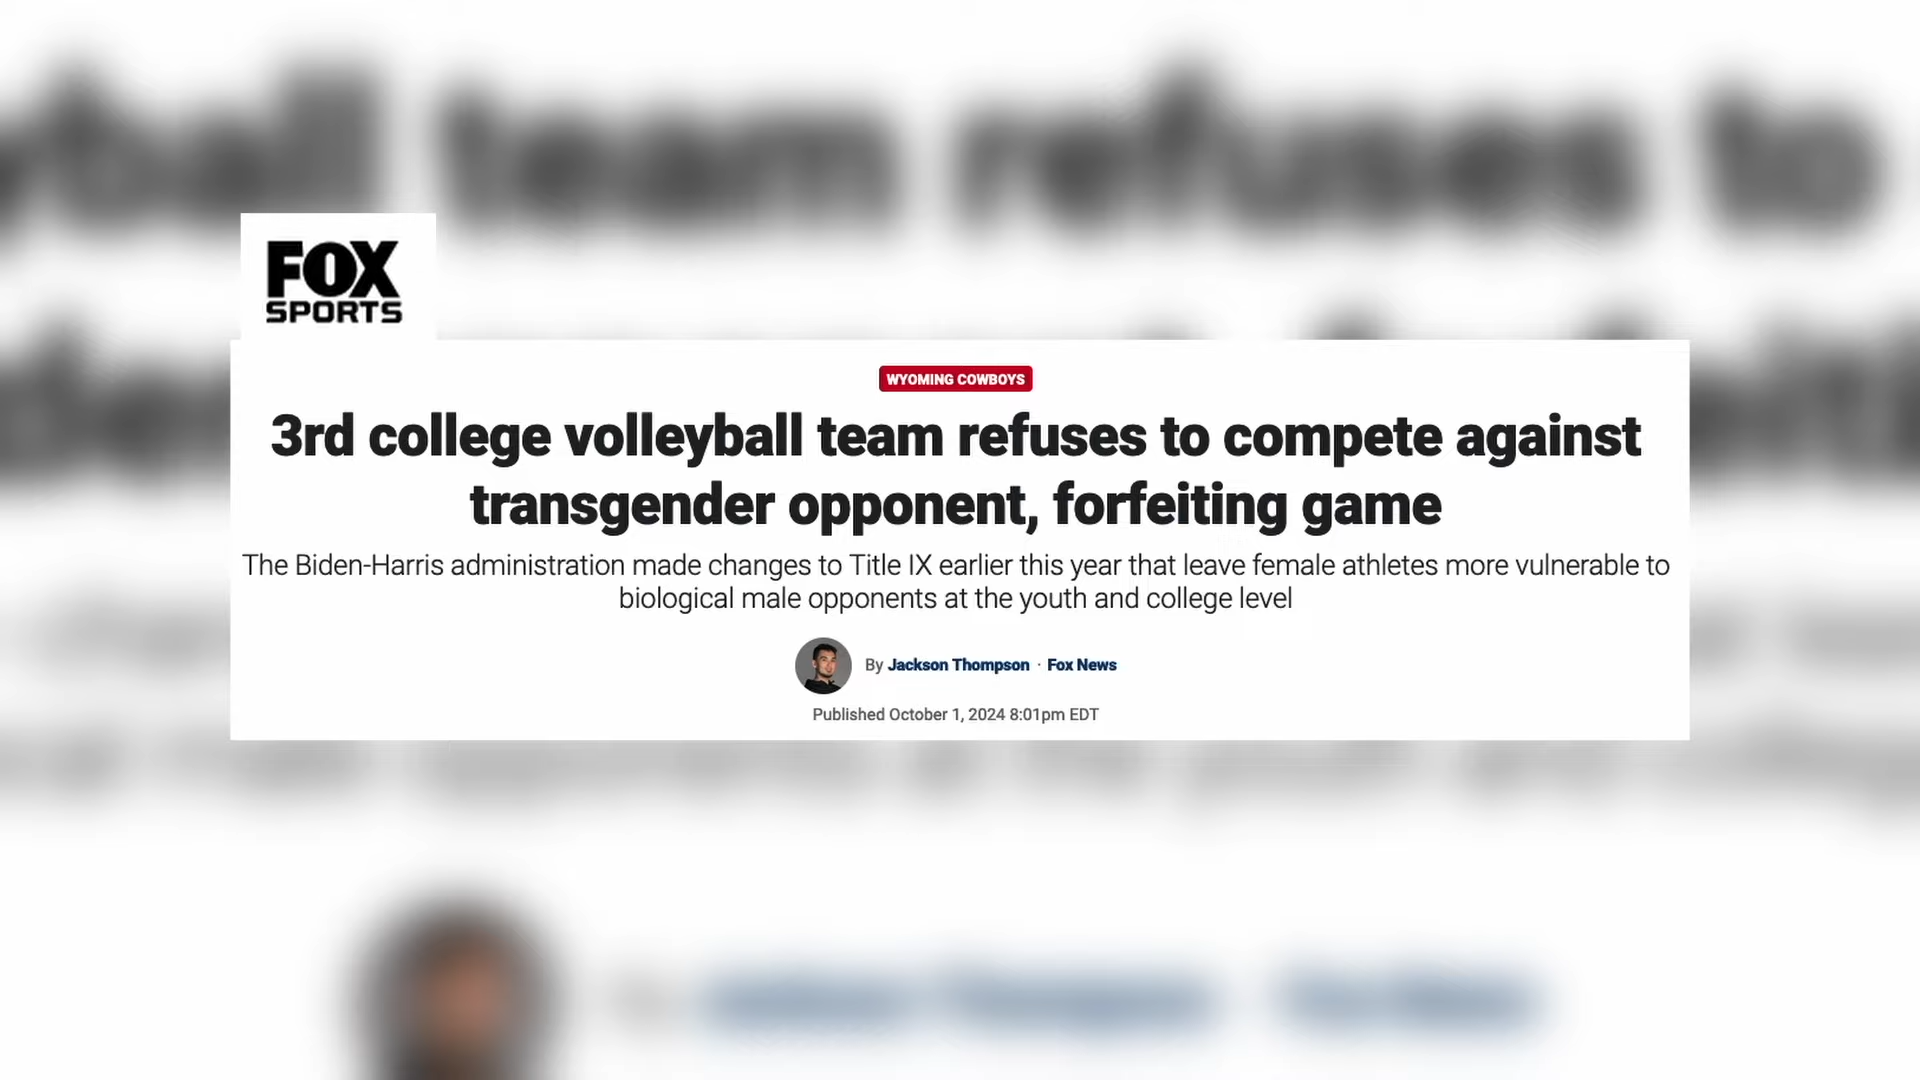 FOX
SPORTS
WYOMING COWBOYS
3rd college volleyball team refuses to compete against
transgender opponent, forfeiting game
The Biden-Harris administration made changes to Title IX earlier this year that leave female athletes more vulnerable to
biological male opponents at the youth and college level
By Jackson Thompson · Fox News
Published October 1, 2024 8:01pm EDT